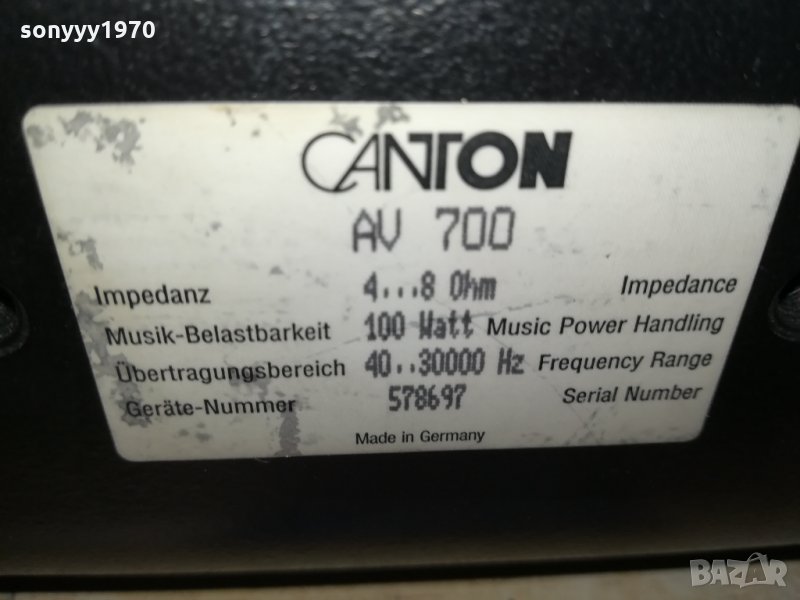 sonyyy1970
CANTON
AV 700
Impedanz 4...8 Ohm Impedance
Musik-Belastbarkeit 100 Watt Music Power Handling
Übertragungsbereich 40..30000 Hz Frequency Range
Geräte-Nummer 578697 Serial Number
Made in Germany
BAZAR